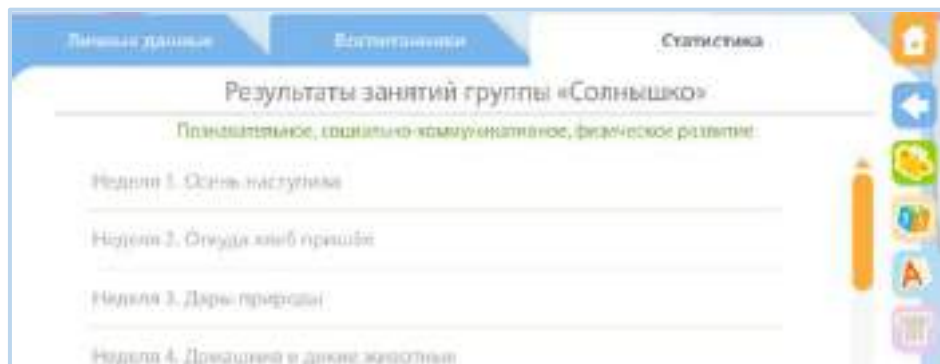 Личные данные
Воспитанники
Статистика
Результаты занятий группы «Солнышко»
Познавательное, социально-коммуникативное, физическое развитие
Неделя 1. Осень наступила
Неделя 2. Откуда хлеб пришёл
Неделя 3. Дары природы
Неделя 4. Домашние и дикие животные
А